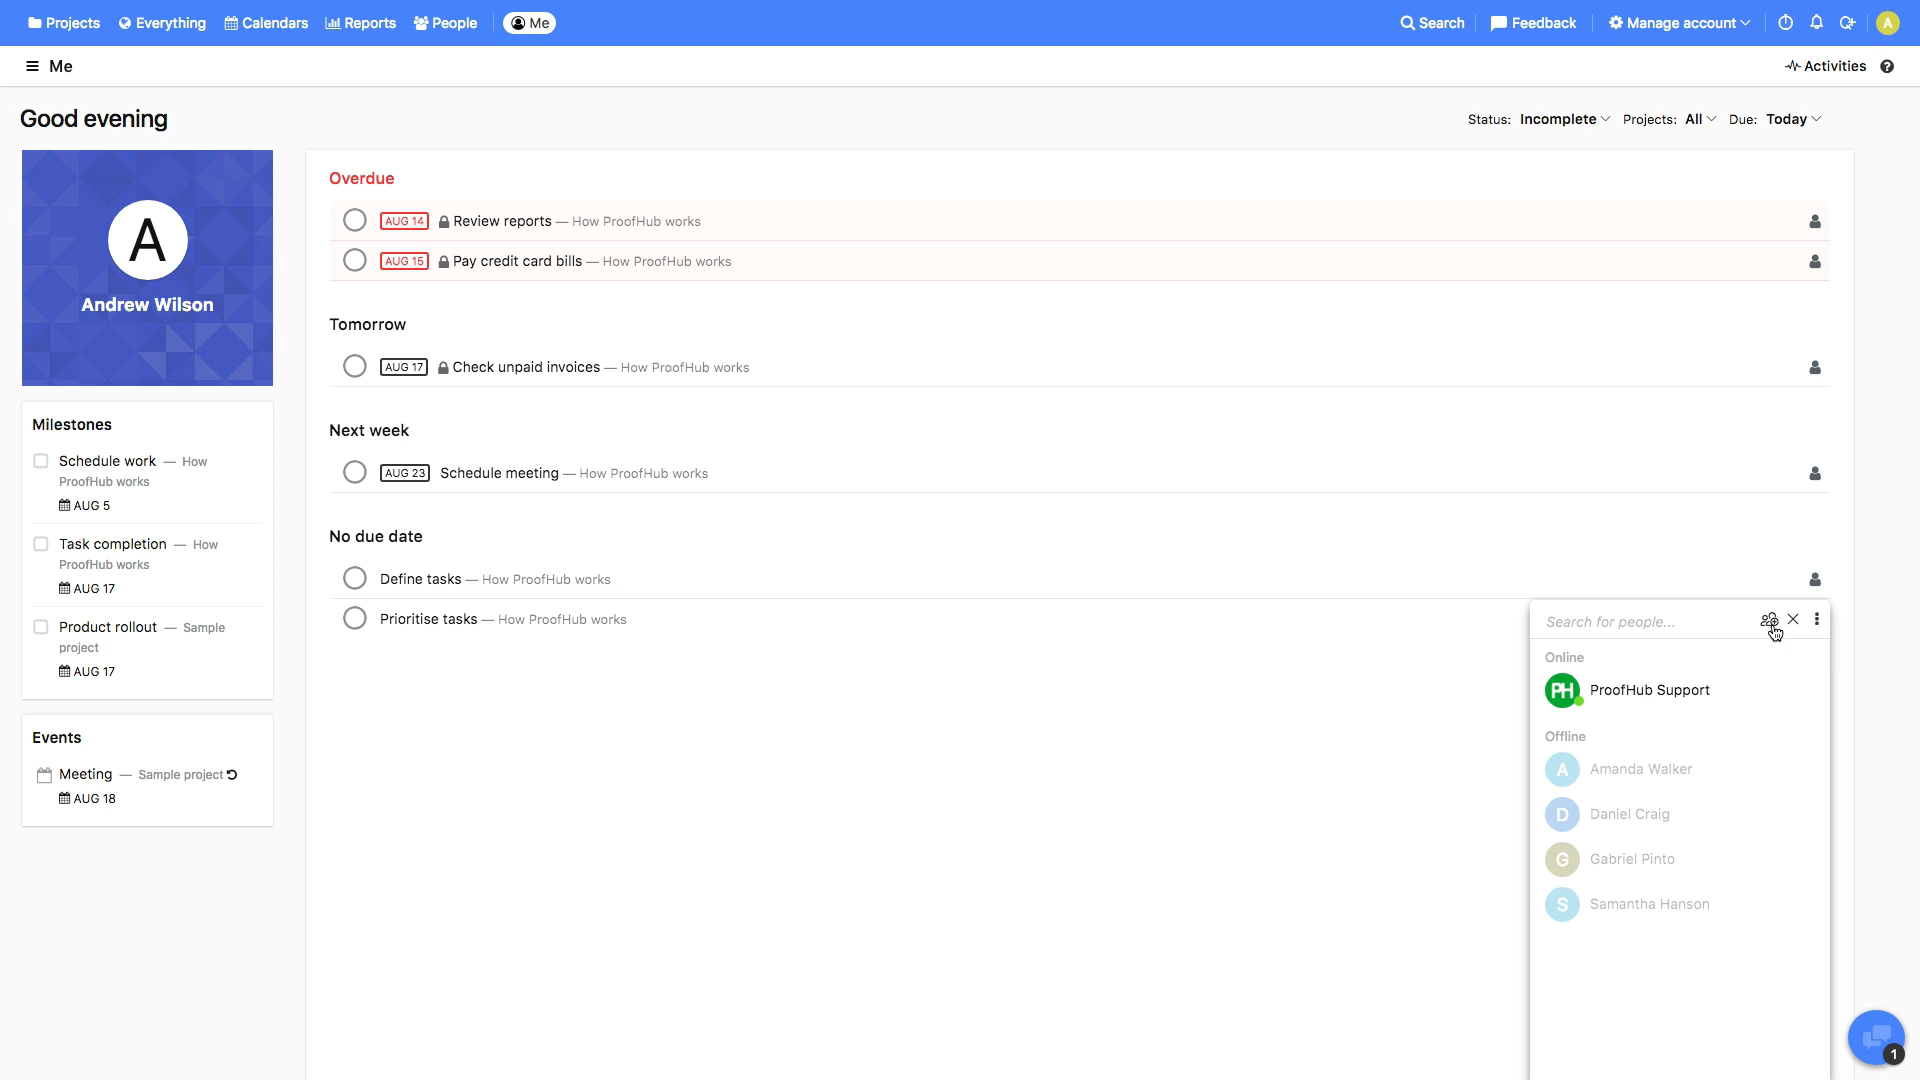 Projects Everything Calendars Reports People Me Search Feedback Manage account A
Me Activities ?
Good evening Status: Incomplete Projects: All Due: Today
A
Andrew Wilson
Overdue
AUG 14 Review reports — How ProofHub works
AUG 15 Pay credit card bills — How ProofHub works
Tomorrow
AUG 17 Check unpaid invoices — How ProofHub works
Next week
AUG 23 Schedule meeting — How ProofHub works
No due date
Define tasks — How ProofHub works
Prioritise tasks — How ProofHub works
Milestones
Schedule work — How
ProofHub works
AUG 5
Task completion — How
ProofHub works
AUG 17
Product rollout — Sample
project
AUG 17
Events
Meeting — Sample project
AUG 18
Search for people...
Online
PH ProofHub Support
Offline
A Amanda Walker
D Daniel Craig
G Gabriel Pinto
S Samantha Hanson
1